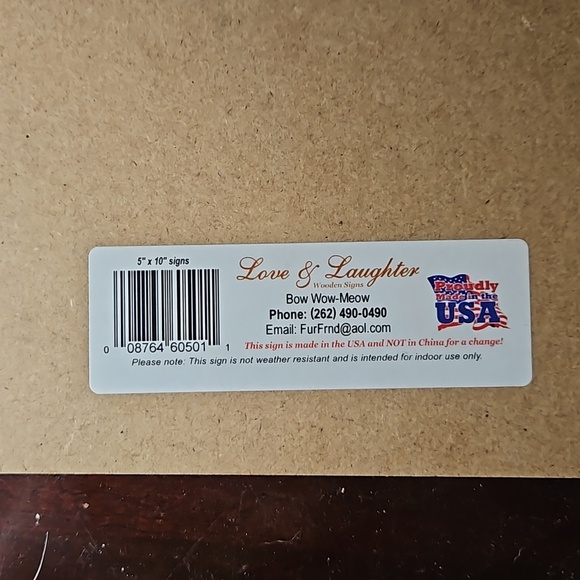 5" x 10" signs
0 08764 60501 1
Love & Laughter
Wooden Signs
Bow Wow-Meow
Phone: (262) 490-0490
Email: FurFrnd@aol.com
Proudly
Made in the
USA
This sign is made in the USA and NOT in China for a change!
Please note: This sign is not weather resistant and is intended for indoor use only.